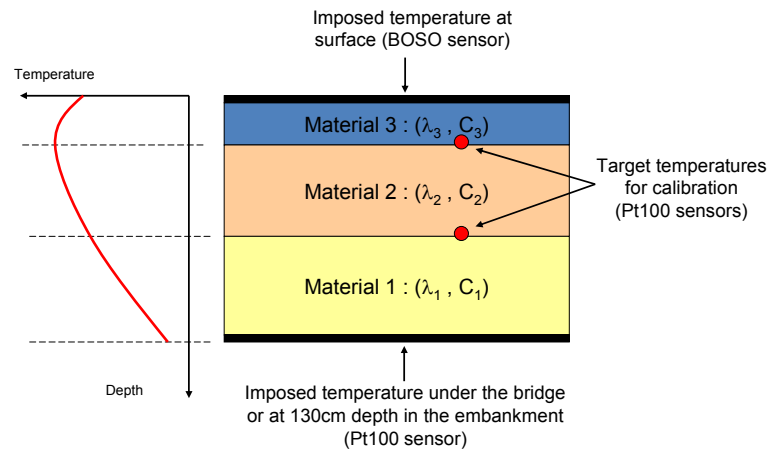 Imposed temperature at
surface (BOSO sensor)
Temperature
Material 3 : (λ3 , C3)
Target temperatures
for calibration
(Pt100 sensors)
Material 2 : (λ2 , C2)
Material 1 : (λ1 , C1)
Depth
Imposed temperature under the bridge
or at 130cm depth in the embankment
(Pt100 sensor)